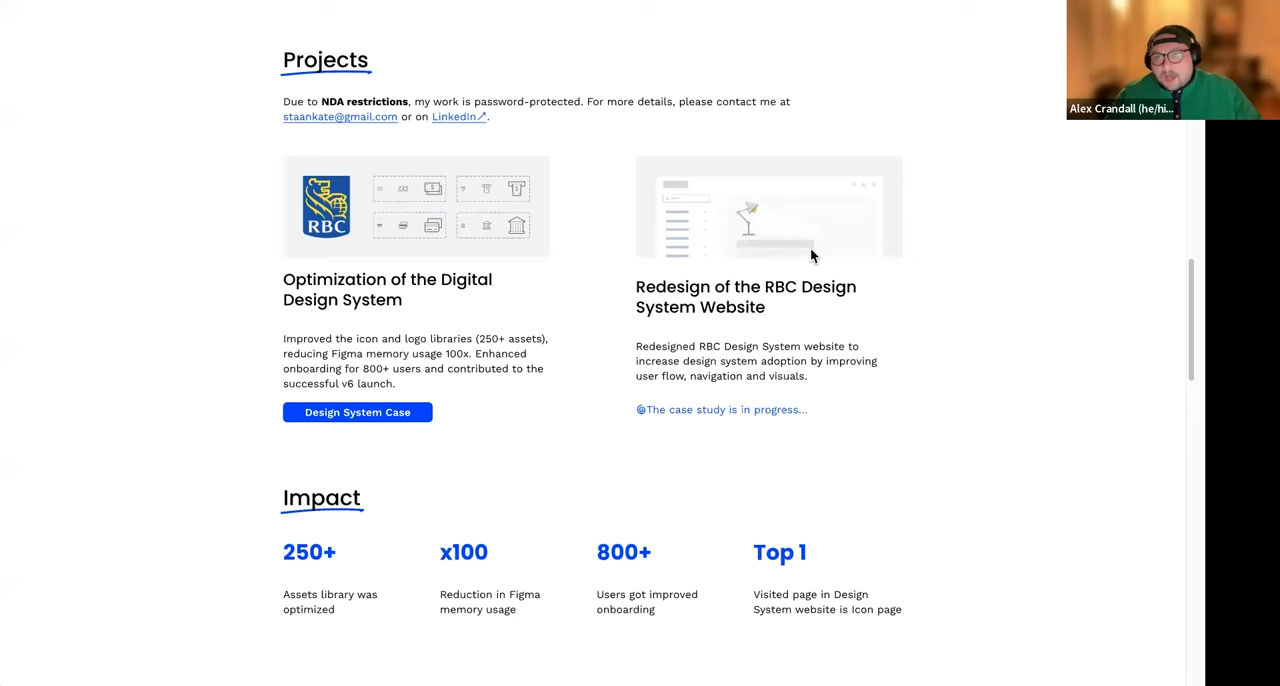 Projects
Due to NDA restrictions, my work is password-protected. For more details, please contact me at
staankate@gmail.com or on LinkedIn↗.
RBC
Optimization of the Digital
Design System
Improved the icon and logo libraries (250+ assets),
reducing Figma memory usage 100x. Enhanced
onboarding for 800+ users and contributed to the
successful v6 launch.
Design System Case
Redesign of the RBC Design
System Website
Redesigned RBC Design System website to
increase design system adoption by improving
user flow, navigation and visuals.
The case study is in progress...
Impact
250+
Assets library was
optimized
x100
Reduction in Figma
memory usage
800+
Users got improved
onboarding
Top 1
Visited page in Design
System website is Icon page
Alex Crandall (he/hi...